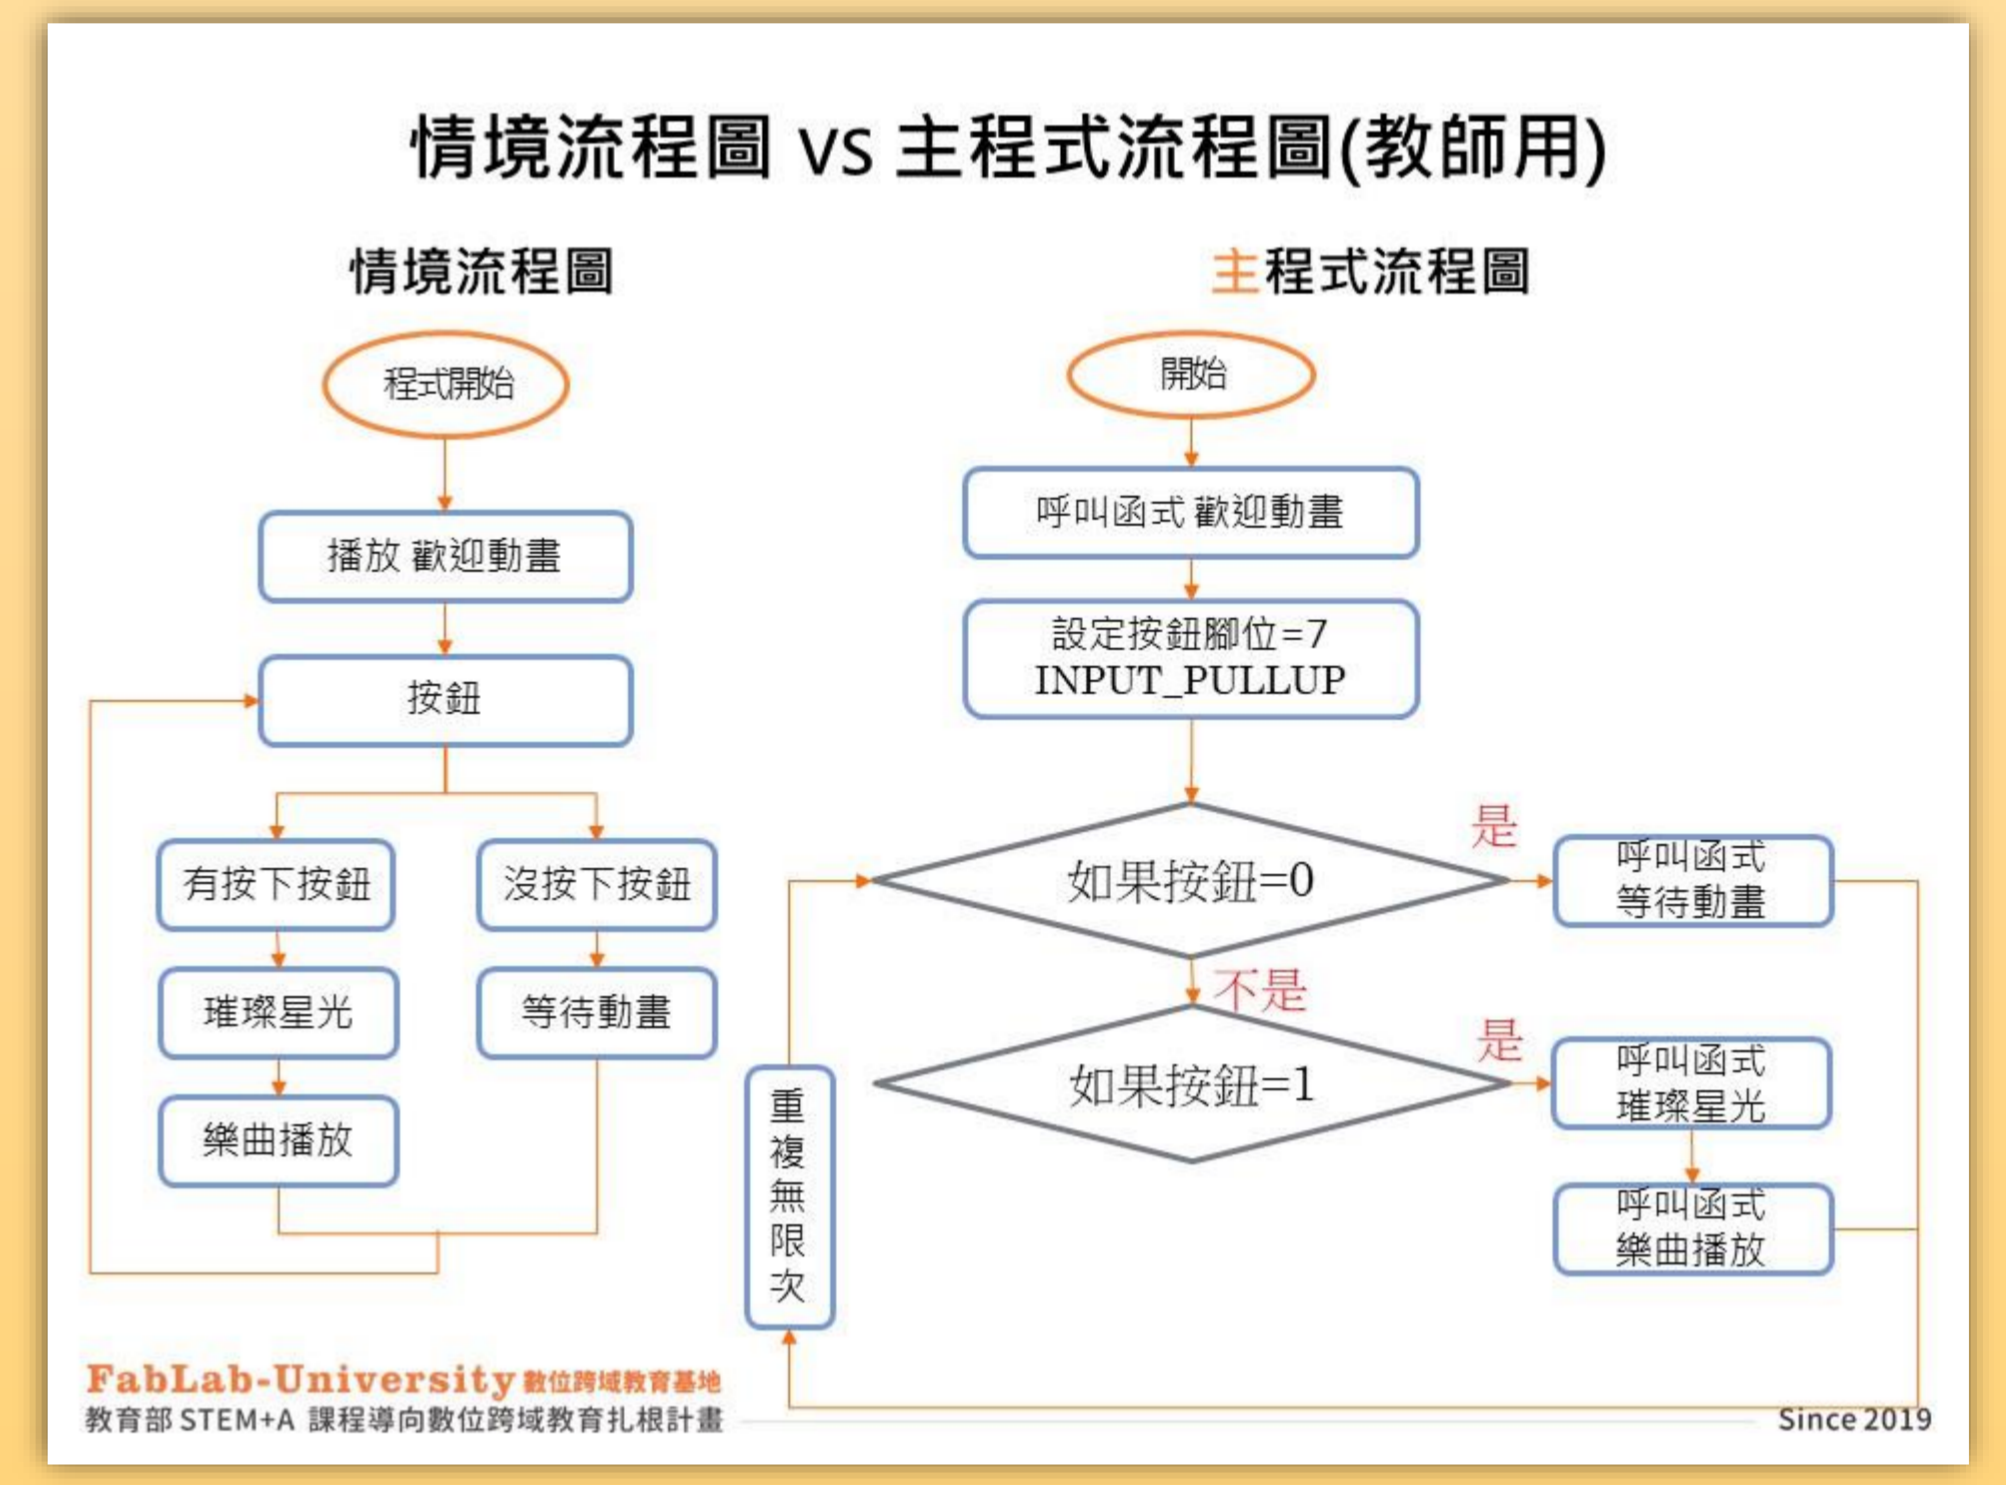 情境流程圖 VS 主程式流程圖(教師用)
情境流程圖
程式開始
播放 歡迎動畫
按鈕
有按下按鈕
沒按下按鈕
璀璨星光
等待動畫
樂曲播放
主程式流程圖
開始
呼叫函式 歡迎動畫
設定按鈕腳位=7
INPUT_PULLUP
如果按鈕=0
是
呼叫函式
等待動畫
不是
如果按鈕=1
是
呼叫函式
璀璨星光
呼叫函式
樂曲播放
重
複
無
限
次
FabLab-University 數位跨域教育基地
教育部 STEM+A 課程導向數位跨域教育扎根計畫
Since 2019